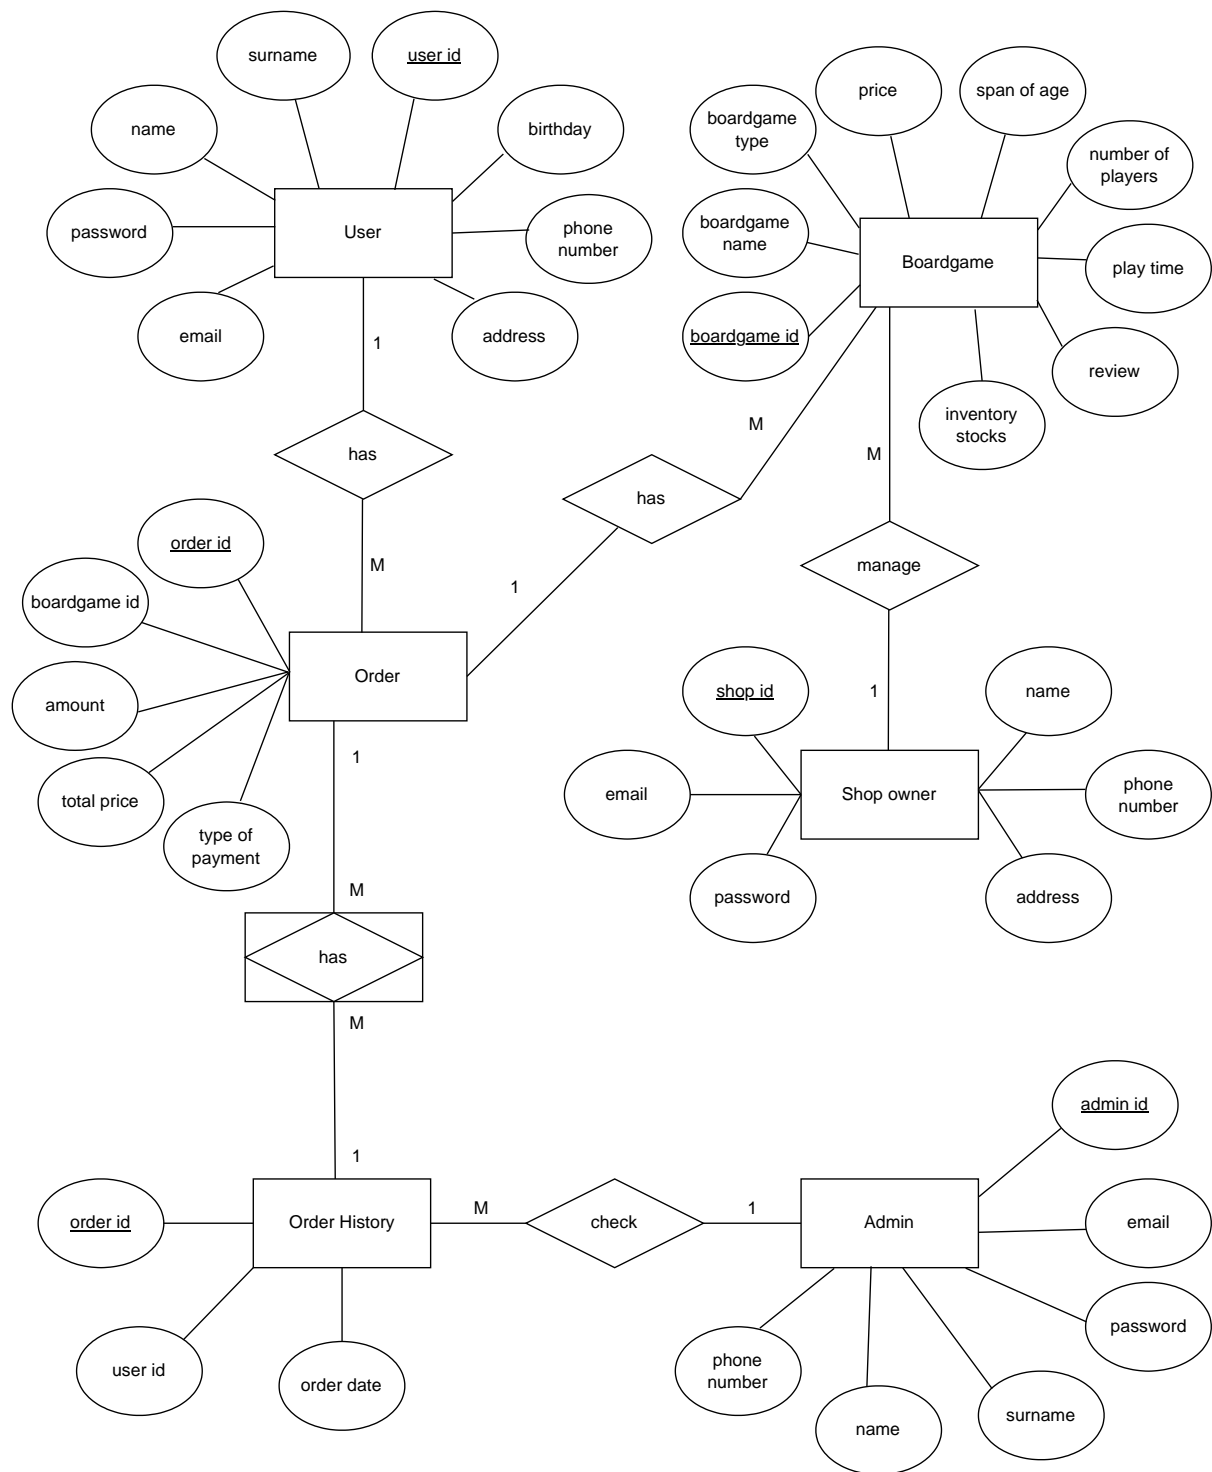 surname
user id
name
birthday
password
User
phone
number
email
address
price
span of age
boardgame
type
number of
players
boardgame
name
Boardgame
play time
boardgame id
review
inventory
stocks
1
has
M
M
has
1
M
manage
1
order id
boardgame id
Order
amount
total price
type of
payment
shop id
name
email
Shop owner
phone
number
password
address
1
M
has
M
1
order id
Order History
M
check
1
Admin
admin id
email
password
user id
order date
phone
number
name
surname